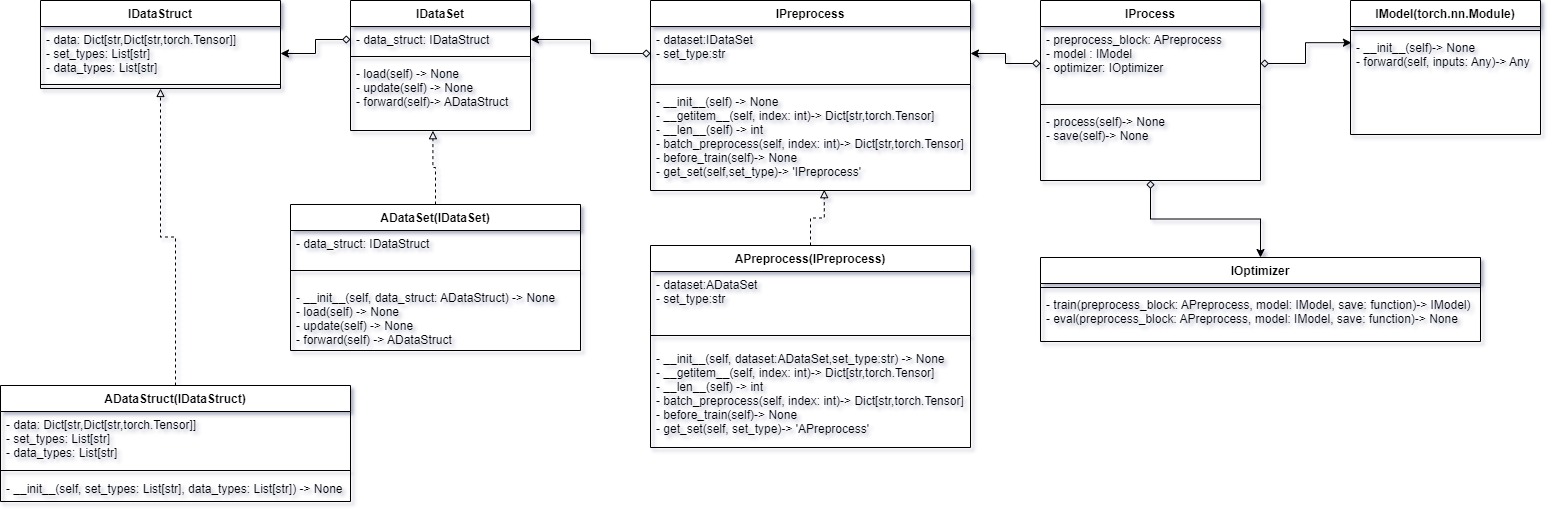 IDataStruct
- data: Dict[str,Dict[str,torch.Tensor]]
- set_types: List[str]
- data_types: List[str]
IDataSet
- data_struct: IDataStruct
- load(self) -> None
- update(self) -> None
- forward(self)-> ADataStruct
IPreprocess
- dataset:IDataSet
- set_type:str
- __init__(self) -> None
- __getitem__(self, index: int)-> Dict[str,torch.Tensor]
- __len__(self) -> int
- batch_preprocess(self, index: int)-> Dict[str,torch.Tensor]
- before_train(self)-> None
- get_set(self,set_type)-> 'IPreprocess'
IProcess
- preprocess_block: APreprocess
- model : IModel
- optimizer: IOptimizer
- process(self)-> None
- save(self)-> None
IModel(torch.nn.Module)
- __init__(self)-> None
- forward(self, inputs: Any)-> Any
ADataSet(IDataSet)
- data_struct: IDataStruct
- __init__(self, data_struct: ADataStruct) -> None
- load(self) -> None
- update(self) -> None
- forward(self) -> ADataStruct
APreprocess(IPreprocess)
- dataset:ADataSet
- set_type:str
- __init__(self, dataset:ADataSet,set_type:str) -> None
- __getitem__(self, index: int)-> Dict[str,torch.Tensor]
- __len__(self) -> int
- batch_preprocess(self, index: int)-> Dict[str,torch.Tensor]
- before_train(self)-> None
- get_set(self, set_type)-> 'APreprocess'
IOptimizer
- train(preprocess_block: APreprocess, model: IModel, save: function)-> IModel)
- eval(preprocess_block: APreprocess, model: IModel, save: function)-> None
ADataStruct(IDataStruct)
- data: Dict[str,Dict[str,torch.Tensor]]
- set_types: List[str]
- data_types: List[str]
- __init__(self, set_types: List[str], data_types: List[str]) -> None